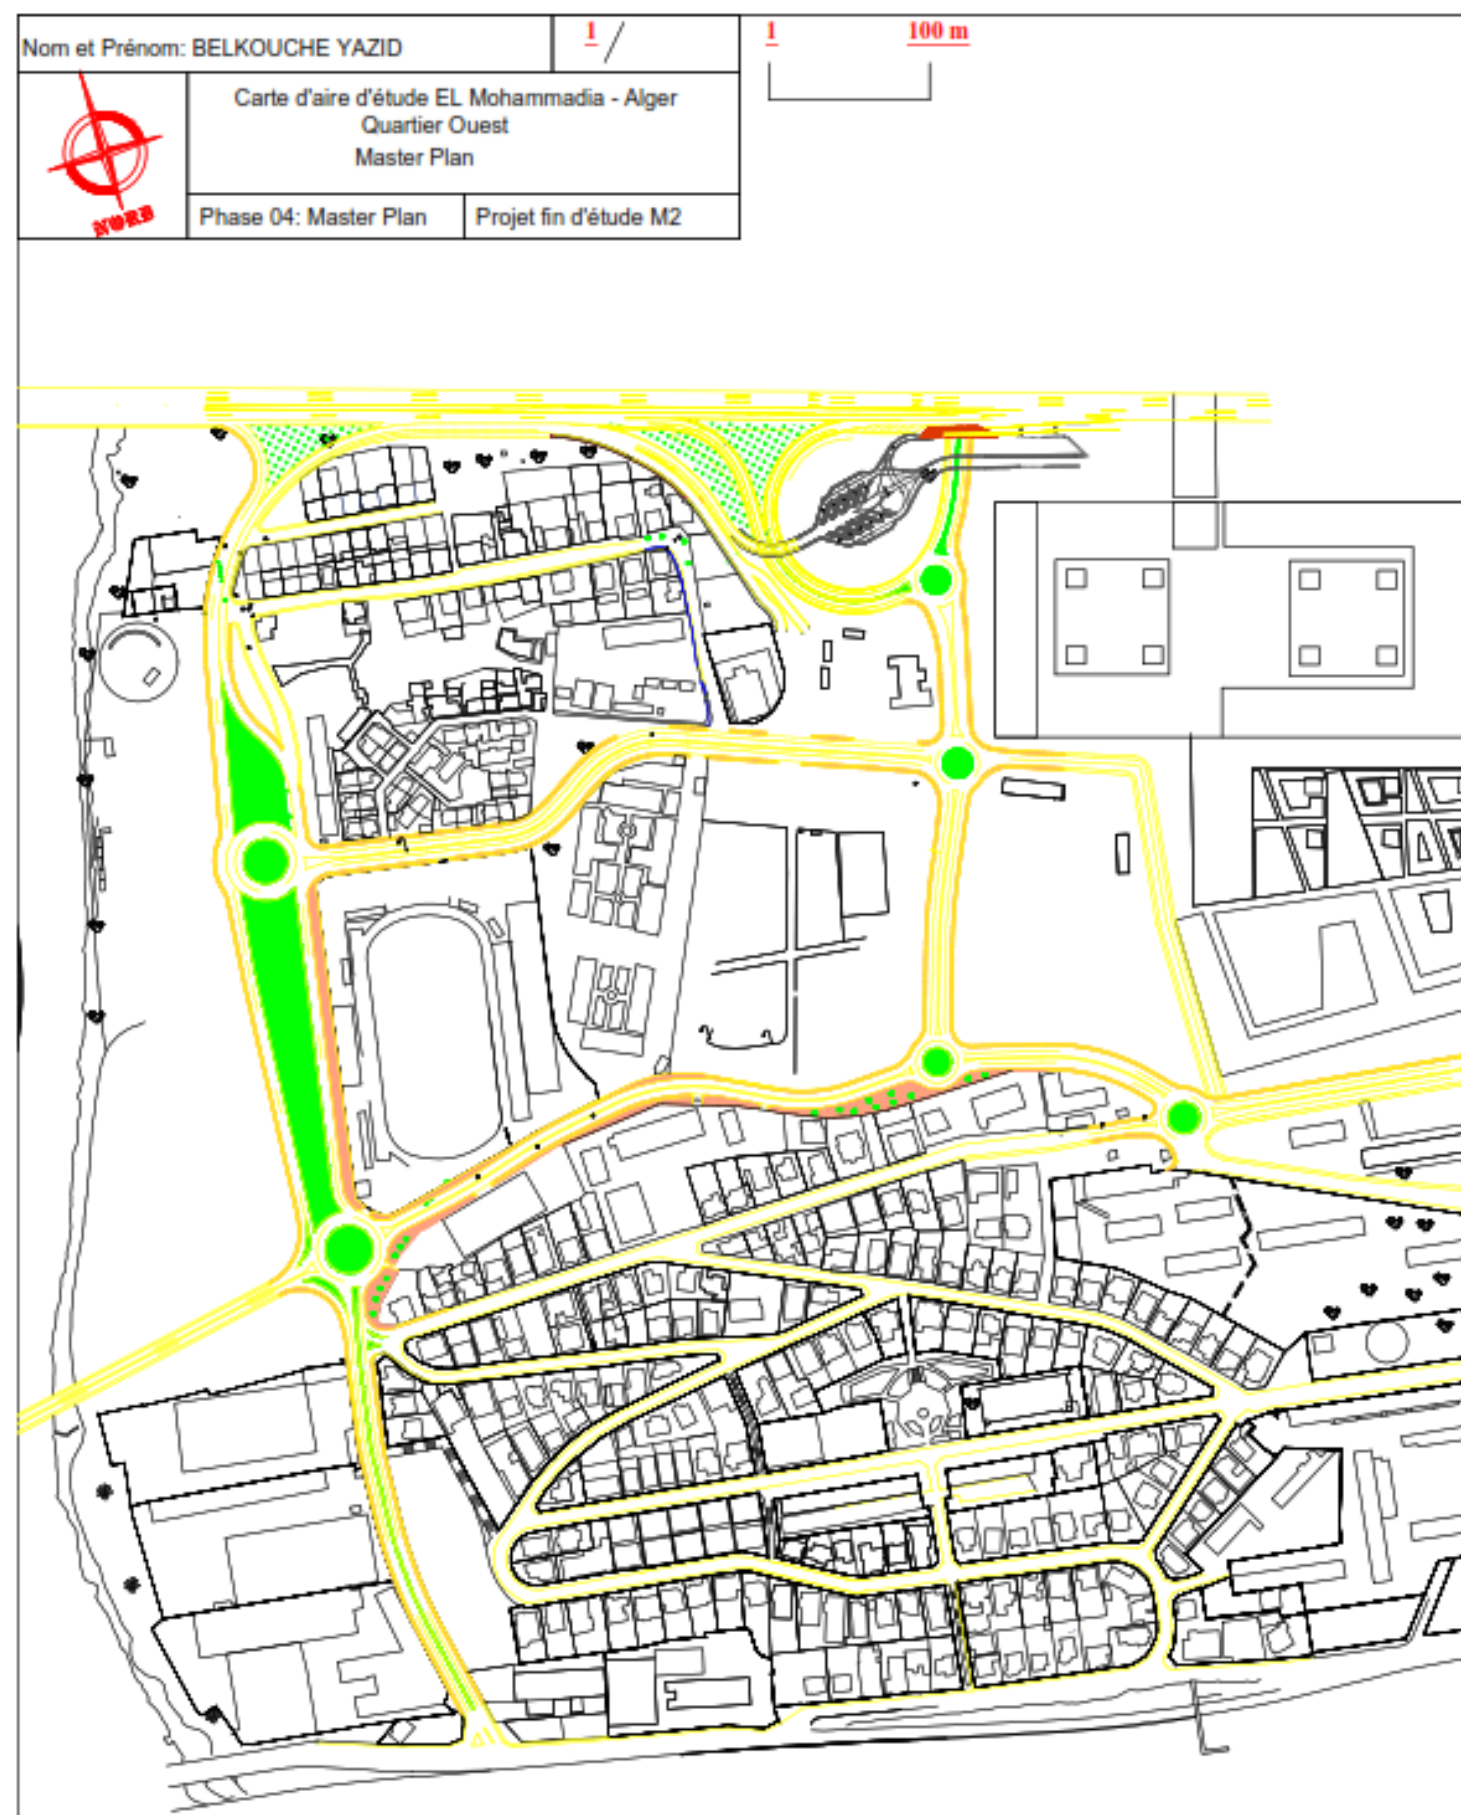 Nom et Prénom: BELKOUCHE YAZID
1/
1 100 m
Carte d'aire d'étude EL Mohammadia - Alger
Quartier Ouest
Master Plan
NORD
Phase 04: Master Plan
Projet fin d'étude M2